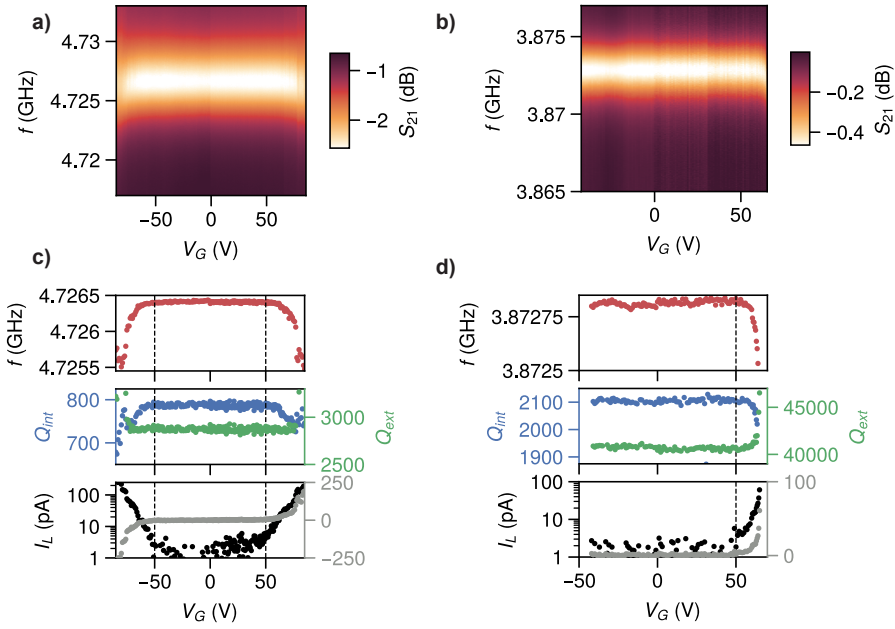 a)
4.73
4.725
4.72
f (GHz)
−50
0
50
V_G (V)
−1
−2
S_21 (dB)
b)
3.875
3.87
3.865
f (GHz)
0
50
V_G (V)
−0.2
−0.4
S_21 (dB)
c)
4.7265
4.726
4.7255
f (GHz)
800
700
Q_int
3000
2500
Q_ext
100
10
1
I_L (pA)
250
0
−250
−50
0
50
V_G (V)
d)
3.87275
3.8725
f (GHz)
2100
2000
1900
Q_int
45000
40000
Q_ext
100
10
1
I_L (pA)
100
0
−50
0
50
V_G (V)